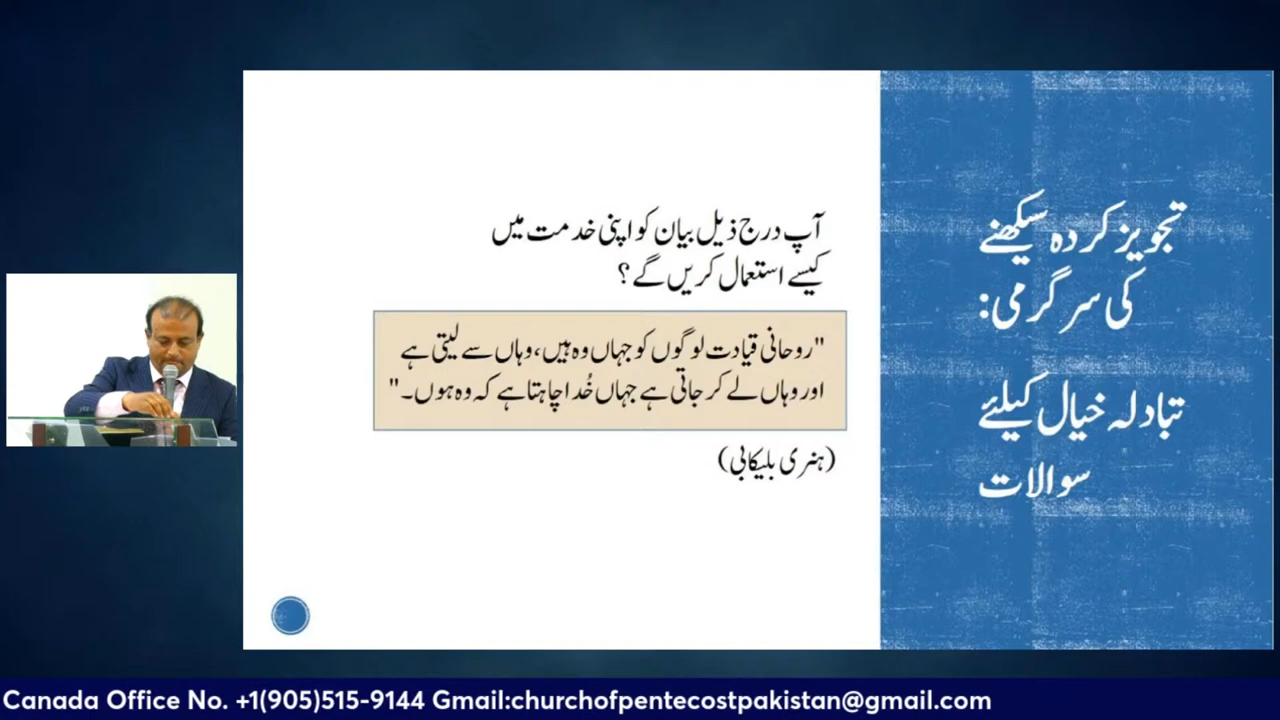 تجویز کردہ سیکھنے
کی سرگرمی:
تبادلہ خیال کیلئے
سوالات
آپ درج ذیل بیان کو اپنی خدمت میں
کیسے استعمال کریں گے؟
"روحانی قیادت لوگوں کو جہاں وہ ہیں، وہاں سے لیتی ہے
اور وہاں لے کر جاتی ہے جہاں خُدا چاہتا ہے کہ وہ ہوں۔"
(ہنری بلیکابی)
Canada Office No. +1(905)515-9144 Gmail:churchofpentecostpakistan@gmail.com